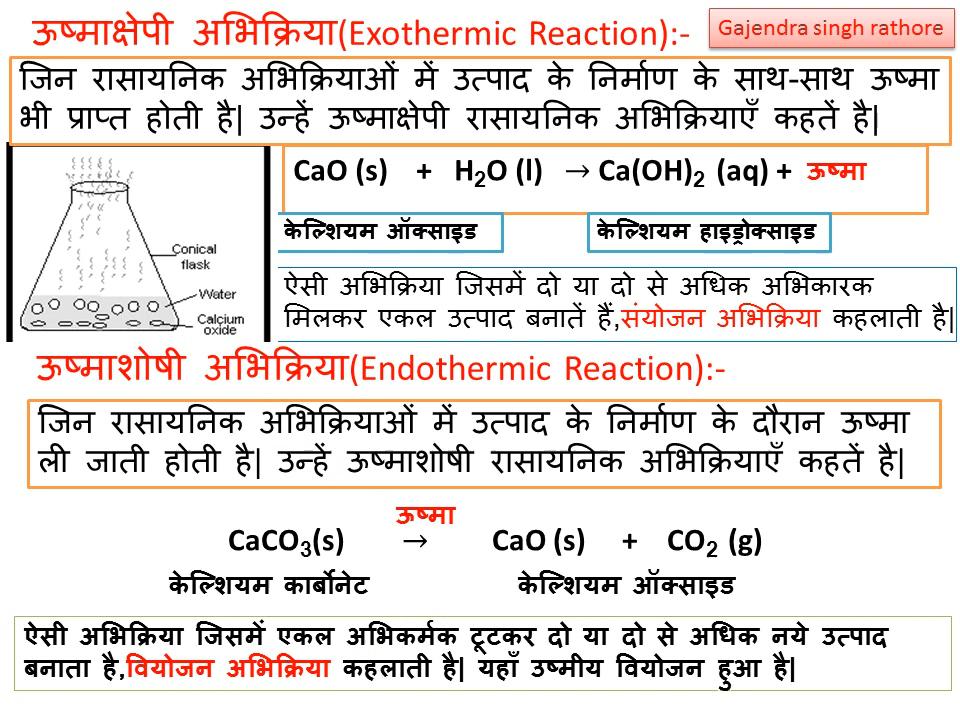 ऊष्माक्षेपी अभिक्रिया(Exothermic Reaction):-
Gajendra singh rathore
जिन रासायनिक अभिक्रियाओं में उत्पाद के निर्माण के साथ-साथ ऊष्मा
भी प्राप्त होती है| उन्हें ऊष्माक्षेपी रासायनिक अभिक्रियाएँ कहतें है|
CaO (s) + H₂O (l) → Ca(OH)₂ (aq) + ऊष्मा
केल्शियम ऑक्साइड
केल्शियम हाइड्रोक्साइड
Conical
flask
Water
Calcium
oxide
ऐसी अभिक्रिया जिसमें दो या दो से अधिक अभिकारक
मिलकर एकल उत्पाद बनातें हैं,संयोजन अभिक्रिया कहलाती है|
ऊष्माशोषी अभिक्रिया(Endothermic Reaction):-
जिन रासायनिक अभिक्रियाओं में उत्पाद के निर्माण के दौरान ऊष्मा
ली जाती होती है| उन्हें ऊष्माशोषी रासायनिक अभिक्रियाएँ कहतें है|
ऊष्मा
CaCO₃(s) → CaO (s) + CO₂ (g)
केल्शियम कार्बोनेट
केल्शियम ऑक्साइड
ऐसी अभिक्रिया जिसमें एकल अभिकर्मक टूटकर दो या दो से अधिक नये उत्पाद
बनाता है,वियोजन अभिक्रिया कहलाती है| यहाँ उष्मीय वियोजन हुआ है|